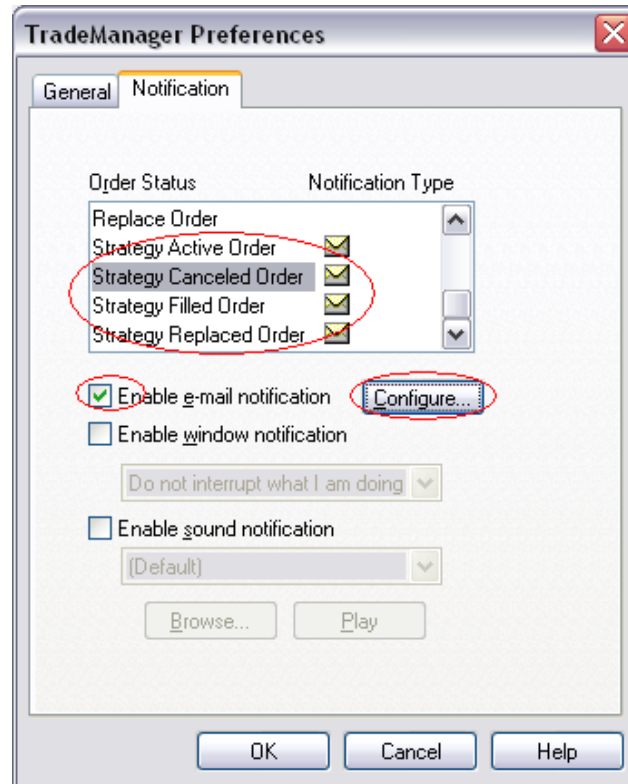 TradeManager Preferences
General Notification
Order Status Notification Type
Replace Order
Strategy Active Order
Strategy Canceled Order
Strategy Filled Order
Strategy Replaced Order
Enable e-mail notification Configure...
Enable window notification
Do not interrupt what I am doing
Enable sound notification
(Default)
Browse... Play
OK Cancel Help